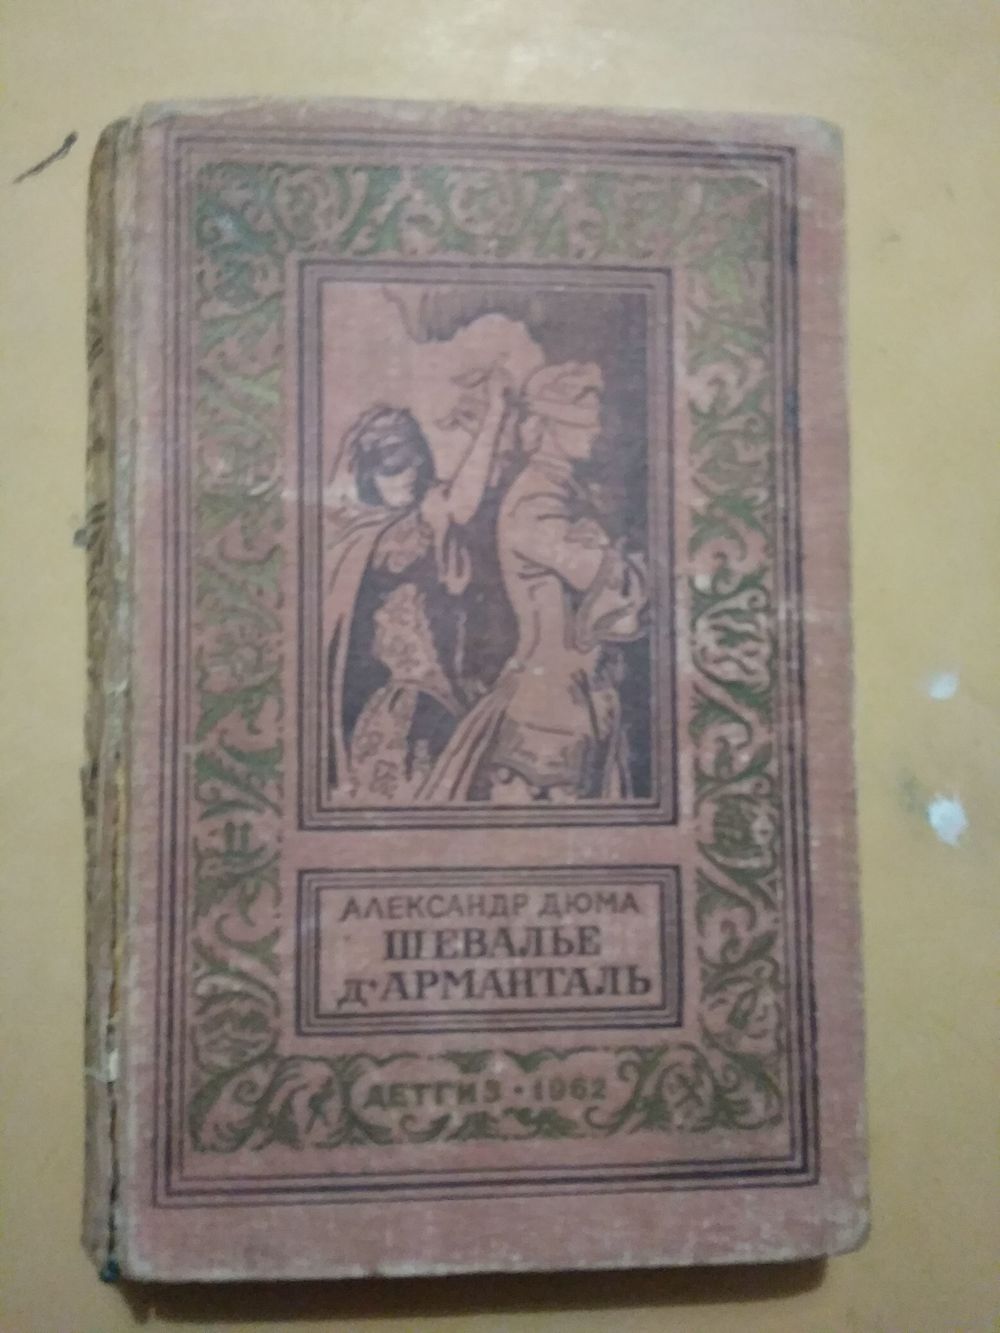 АЛЕКСАНДР ДЮМА
ШЕВАЛЬЕ
Д'АРМАНТАЛЬ
ДЕТГИЗ • 1962